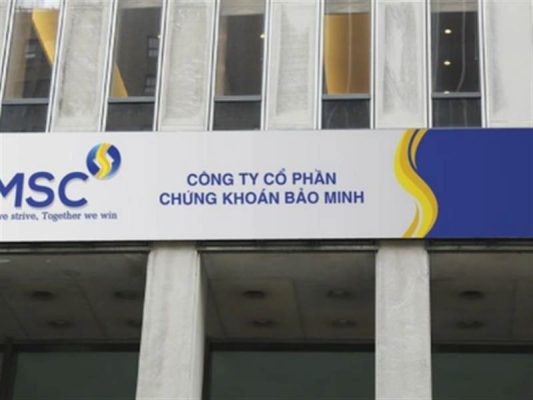 MSC
e strive, Together we win
CÔNG TY CỔ PHẦN
CHỨNG KHOÁN BẢO MINH